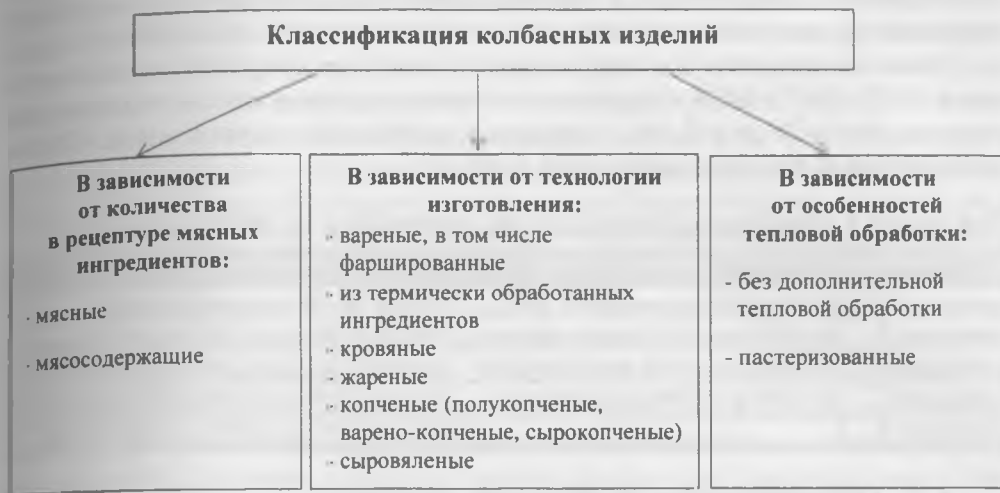 Классификация колбасных изделий
В зависимости
от количества
в рецептуре мясных
ингредиентов:
- мясные
- мясосодержащие
В зависимости от технологии
изготовления:
- вареные, в том числе
фаршированные
- из термически обработанных
ингредиентов
- кровяные
- жареные
- копченые (полукопченые,
варено-копченые, сырокопченые)
- сыровяленые
В зависимости
от особенностей
тепловой обработки:
- без дополнительной
тепловой обработки
- пастеризованные